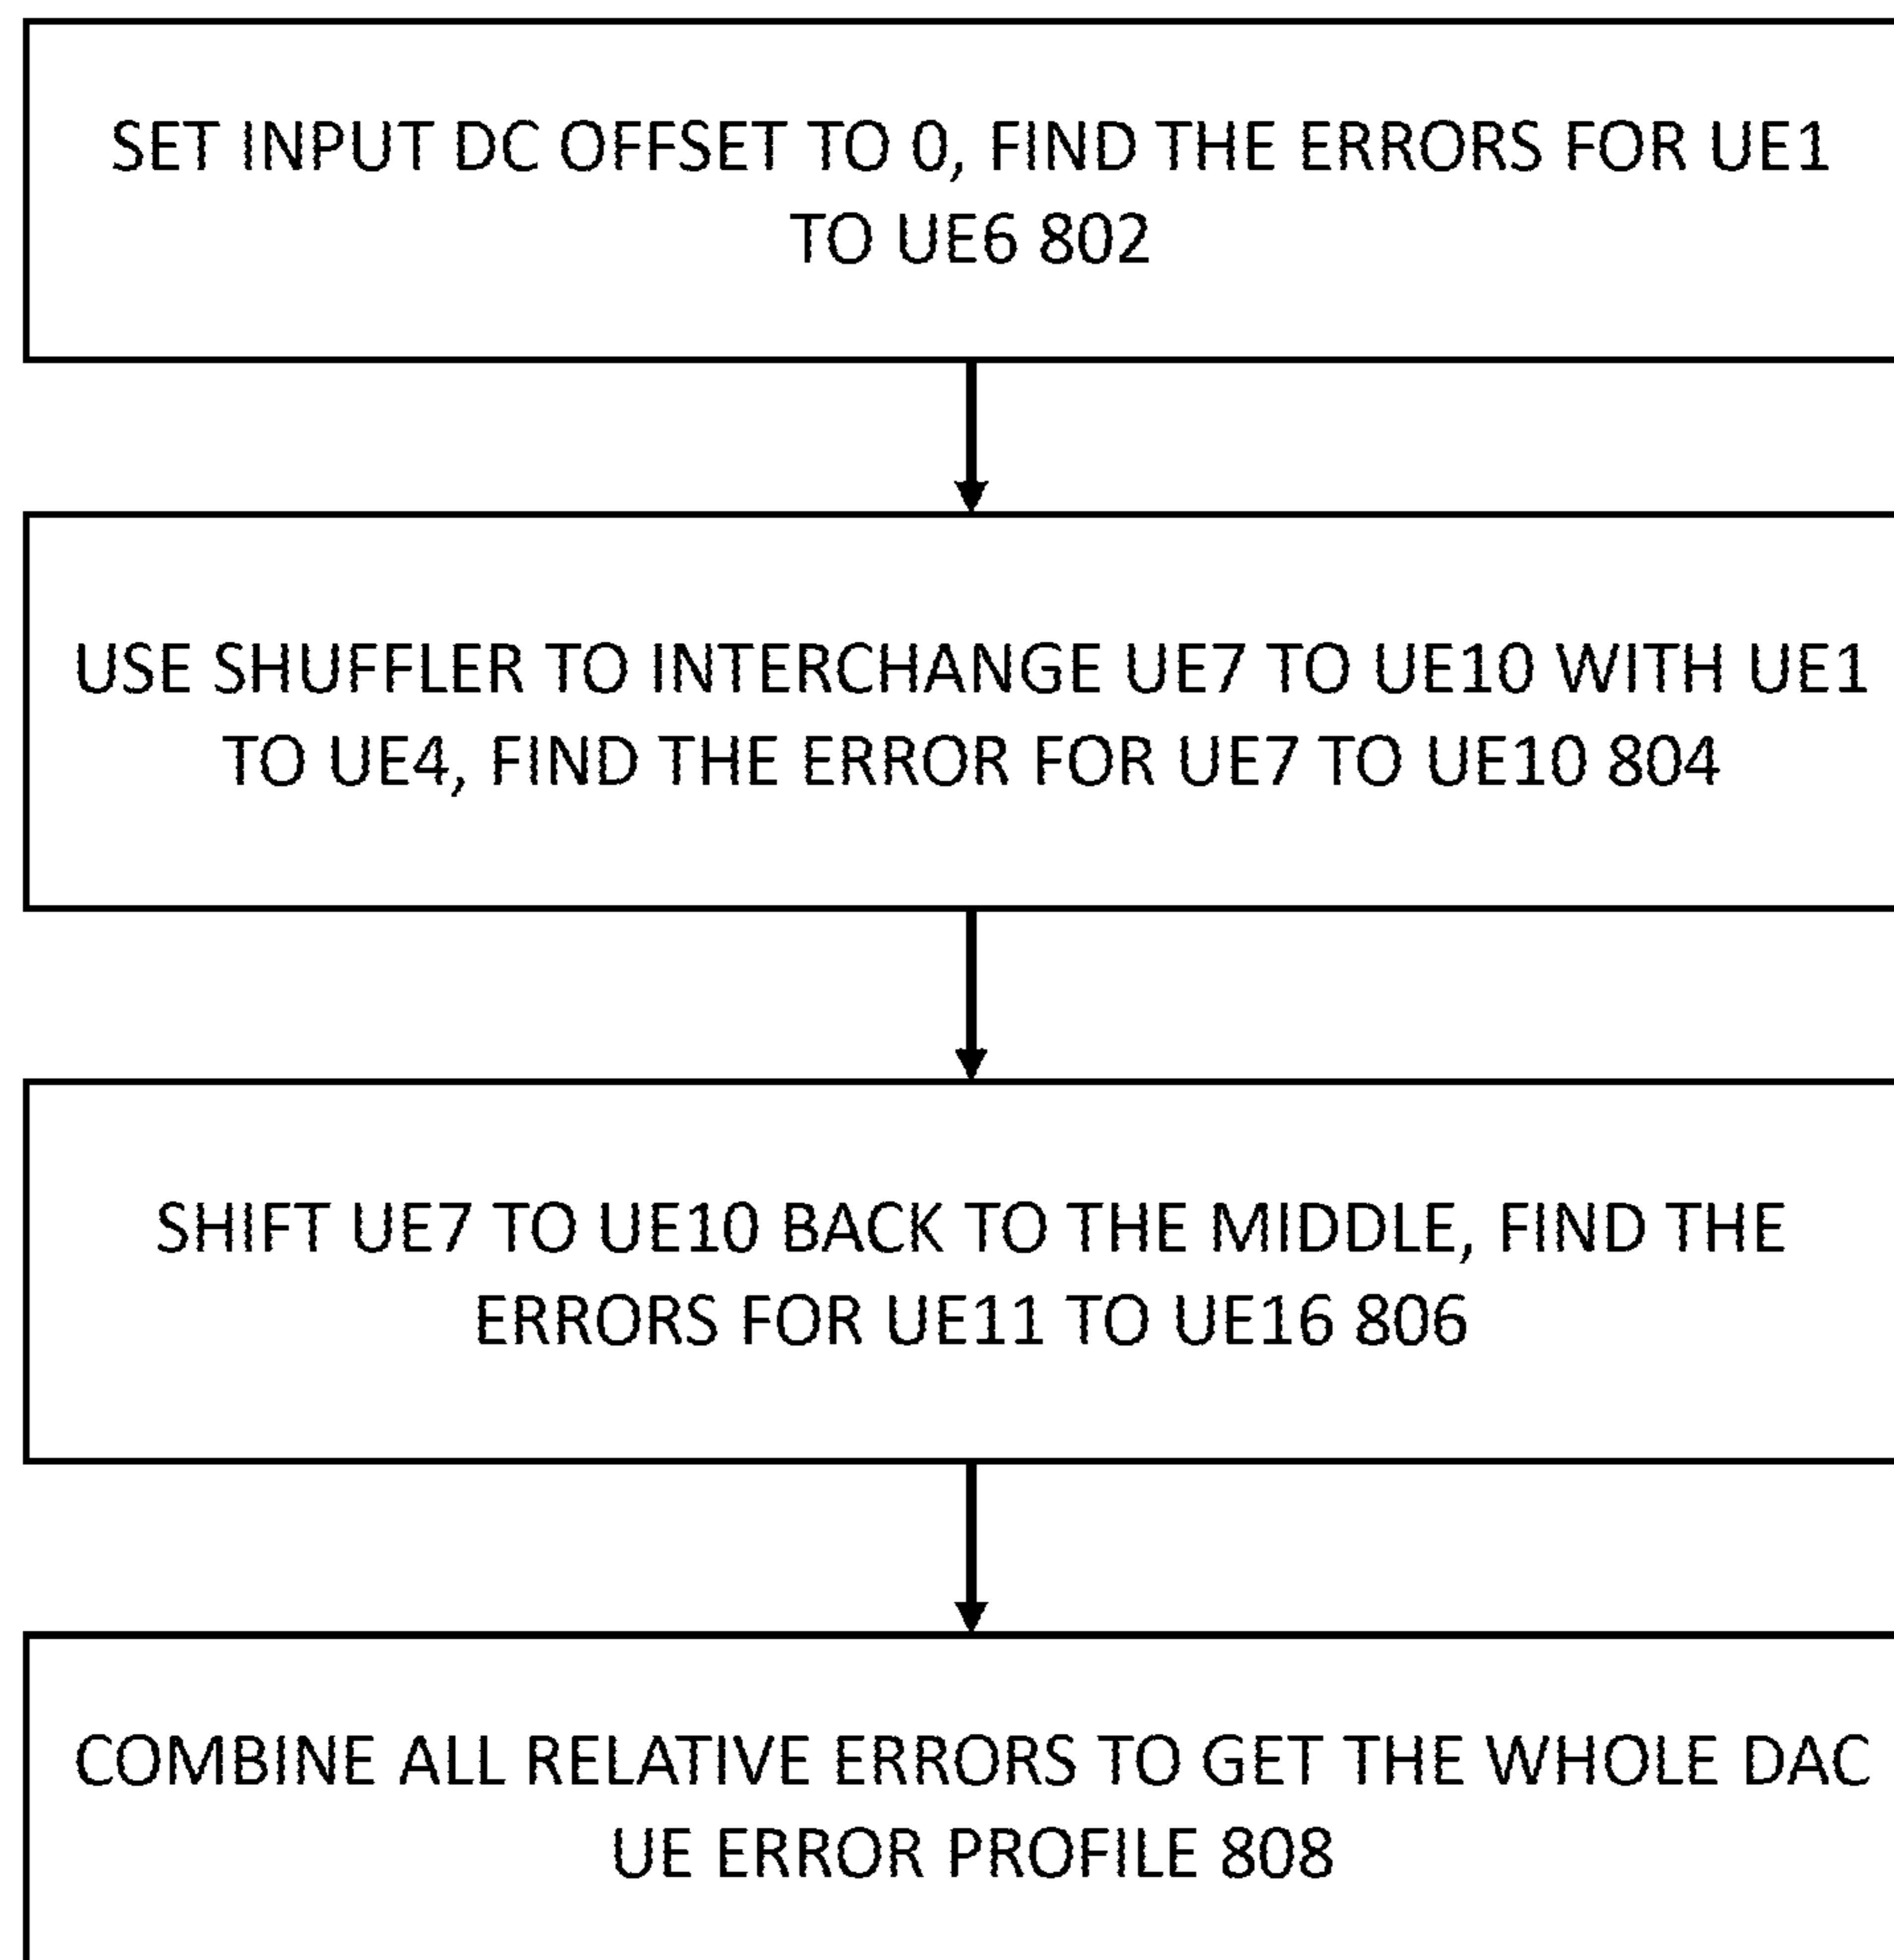 SET INPUT DC OFFSET TO 0, FIND THE ERRORS FOR UE1
TO UE6 802
USE SHUFFLER TO INTERCHANGE UE7 TO UE10 WITH UE1
TO UE4, FIND THE ERROR FOR UE7 TO UE10 804
SHIFT UE7 TO UE10 BACK TO THE MIDDLE, FIND THE
ERRORS FOR UE11 TO UE16 806
COMBINE ALL RELATIVE ERRORS TO GET THE WHOLE DAC
UE ERROR PROFILE 808